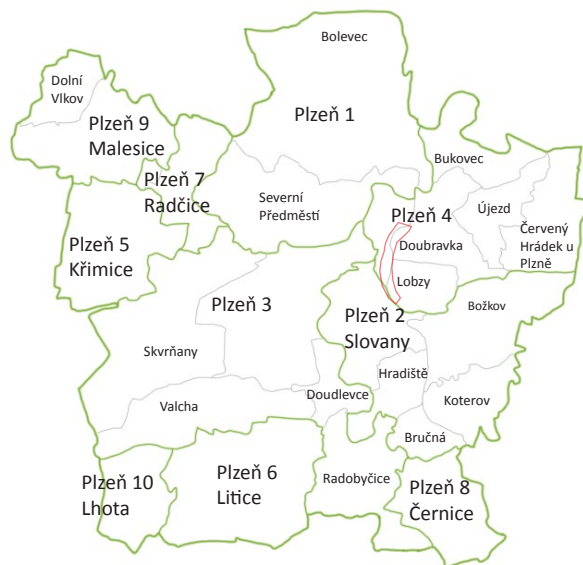 Bolevec
Dolní
Vlkov
Plzeň 1
Plzeň 9
Malesice
Bukovec
Plzeň 7
Radčice
Severní
Předměstí
Plzeň 4
Újezd
Doubravka
Červený
Hrádek u
Plzně
Plzeň 5
Křimice
Lobzy
Plzeň 3
Plzeň 2
Slovany
Božkov
Skvrňany
Hradiště
Valcha
Doudlevce
Koterov
Bručná
Plzeň 10
Lhota
Plzeň 6
Litice
Radobyčice
Plzeň 8
Černice